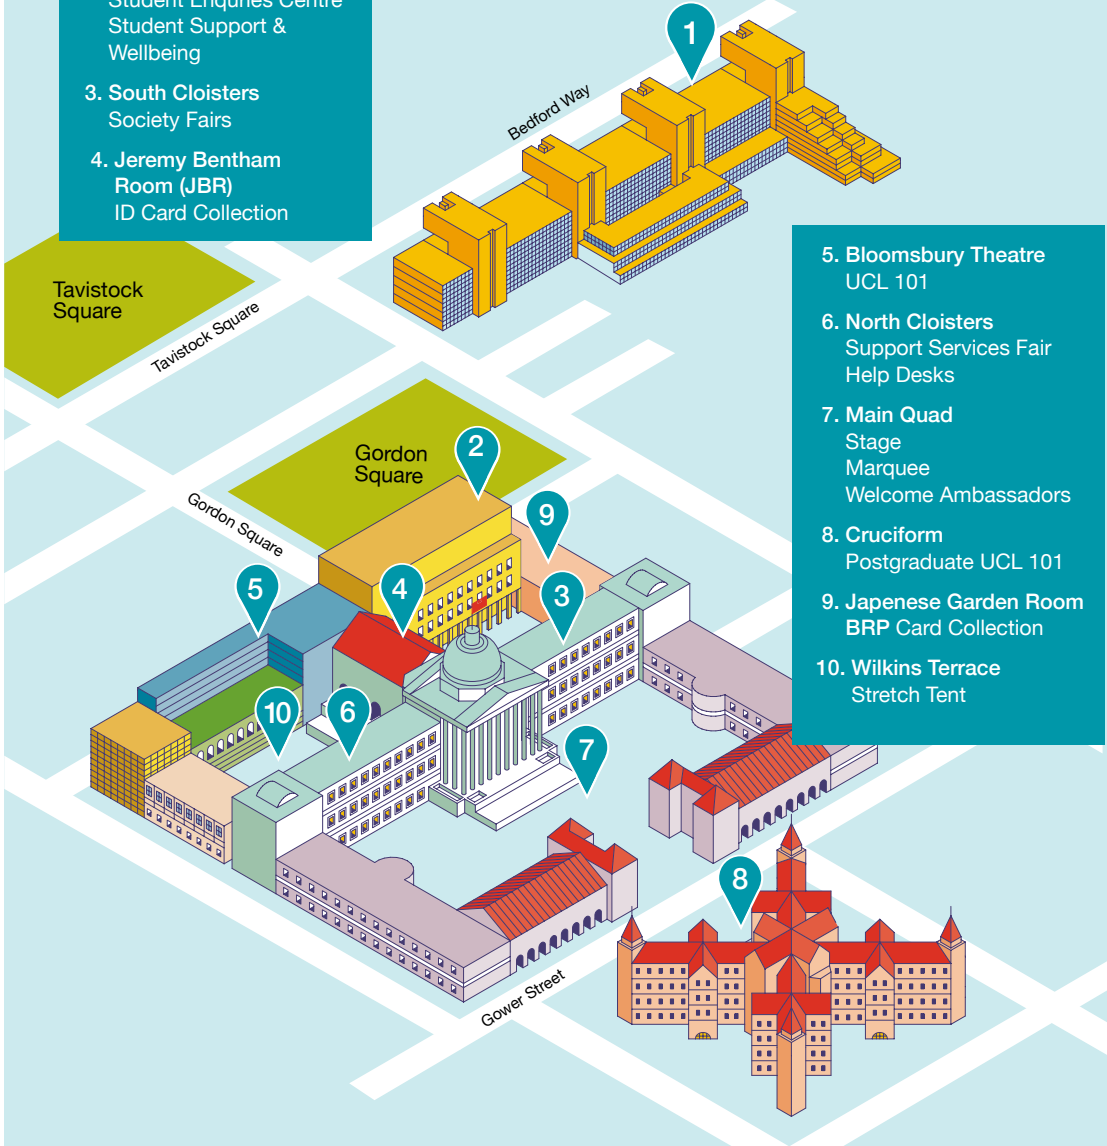 Student Enquiries Centre
Student Support &
Wellbeing
3. South Cloisters
Society Fairs
4. Jeremy Bentham
Room (JBR)
ID Card Collection
5. Bloomsbury Theatre
UCL 101
6. North Cloisters
Support Services Fair
Help Desks
7. Main Quad
Stage
Marquee
Welcome Ambassadors
8. Cruciform
Postgraduate UCL 101
9. Japenese Garden Room
BRP Card Collection
10. Wilkins Terrace
Stretch Tent
1
Bedford Way
Tavistock
Square
Tavistock Square
Gordon
Square
2
Gordon Square
9
5
4
3
10
6
7
8
Gower Street